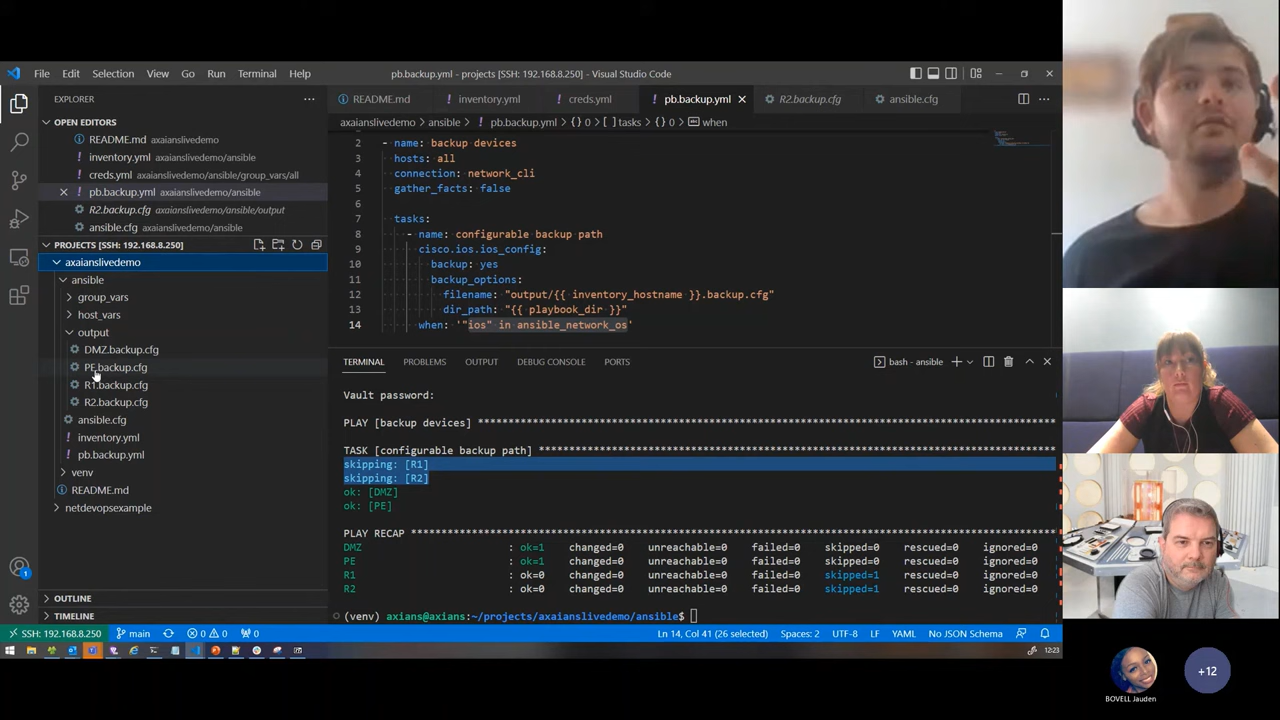 File Edit Selection View Go Run Terminal Help
pb.backup.yml - projects [SSH: 192.168.8.250] - Visual Studio Code
EXPLORER
OPEN EDITORS
README.md axaianslivedemo
inventory.yml axaianslivedemo/ansible
creds.yml axaianslivedemo/ansible/group_vars/all
pb.backup.yml axaianslivedemo/ansible
R2.backup.cfg axaianslivedemo/ansible/output
ansible.cfg axaianslivedemo/ansible
PROJECTS [SSH: 192.168.8.250]
axaianslivedemo
ansible
group_vars
host_vars
output
DMZ.backup.cfg
PE.backup.cfg
R1.backup.cfg
R2.backup.cfg
ansible.cfg
inventory.yml
pb.backup.yml
venv
README.md
netdevopsexample
OUTLINE
TIMELINE
README.md inventory.yml creds.yml pb.backup.yml R2.backup.cfg ansible.cfg
axaianslivedemo > ansible > pb.backup.yml > {} 0 > [ ] tasks > {} 0 > abc when
2 - name: backup devices
3 hosts: all
4 connection: network_cli
5 gather_facts: false
6
7 tasks:
8 - name: configurable backup path
9 cisco.ios.ios_config:
10 backup: yes
11 backup_options:
12 filename: "output/{{ inventory_hostname }}.backup.cfg"
13 dir_path: "{{ playbook_dir }}"
14 when: '"ios" in ansible_network_os'
TERMINAL PROBLEMS OUTPUT DEBUG CONSOLE PORTS
bash - ansible
Vault password:
PLAY [backup devices] ***********************************************************************************
TASK [configurable backup path] *************************************************************************
skipping: [R1]
skipping: [R2]
ok: [DMZ]
ok: [PE]
PLAY RECAP **********************************************************************************************
DMZ : ok=1 changed=0 unreachable=0 failed=0 skipped=0 rescued=0 ignored=0
PE : ok=1 changed=0 unreachable=0 failed=0 skipped=0 rescued=0 ignored=0
R1 : ok=0 changed=0 unreachable=0 failed=0 skipped=1 rescued=0 ignored=0
R2 : ok=0 changed=0 unreachable=0 failed=0 skipped=1 rescued=0 ignored=0
(venv) axians@axians:~/projects/axaianslivedemo/ansible$
1
SSH: 192.168.8.250 main 0 0 0 Ln 14, Col 41 (26 selected) Spaces: 2 UTF-8 LF YAML No JSON Schema
12:23
+12
BOVELL Jauden